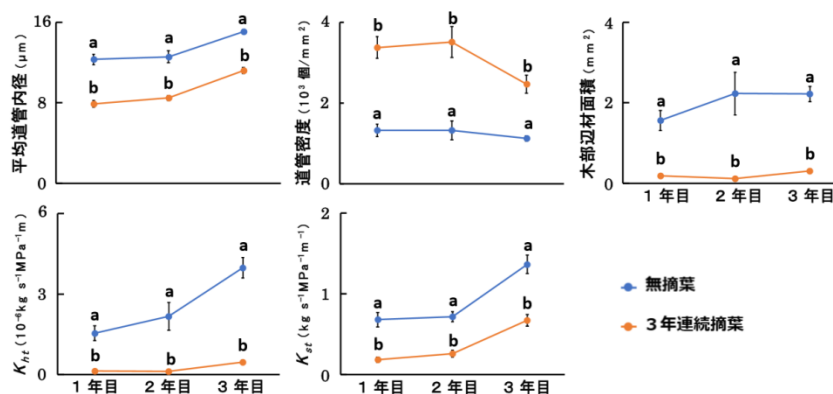 16
8
0
平均道管内径 (μm)
a
a
a
b
b
b
4
2
0
道管密度 (10³ 個/mm²)
b
b
b
a
a
a
4
2
0
木部辺材面積 (mm²)
a
a
a
b
b
b
1 年目 2 年目 3 年目
6
3
0
Kht (10⁻⁶kg s⁻¹MPa⁻¹m)
a
a
a
b
b
b
1 年目 2 年目 3 年目
2
1
0
Kst (kg s⁻¹MPa⁻¹m⁻¹)
a
a
a
b
b
b
1 年目 2 年目 3 年目
無摘葉
3年連続摘葉